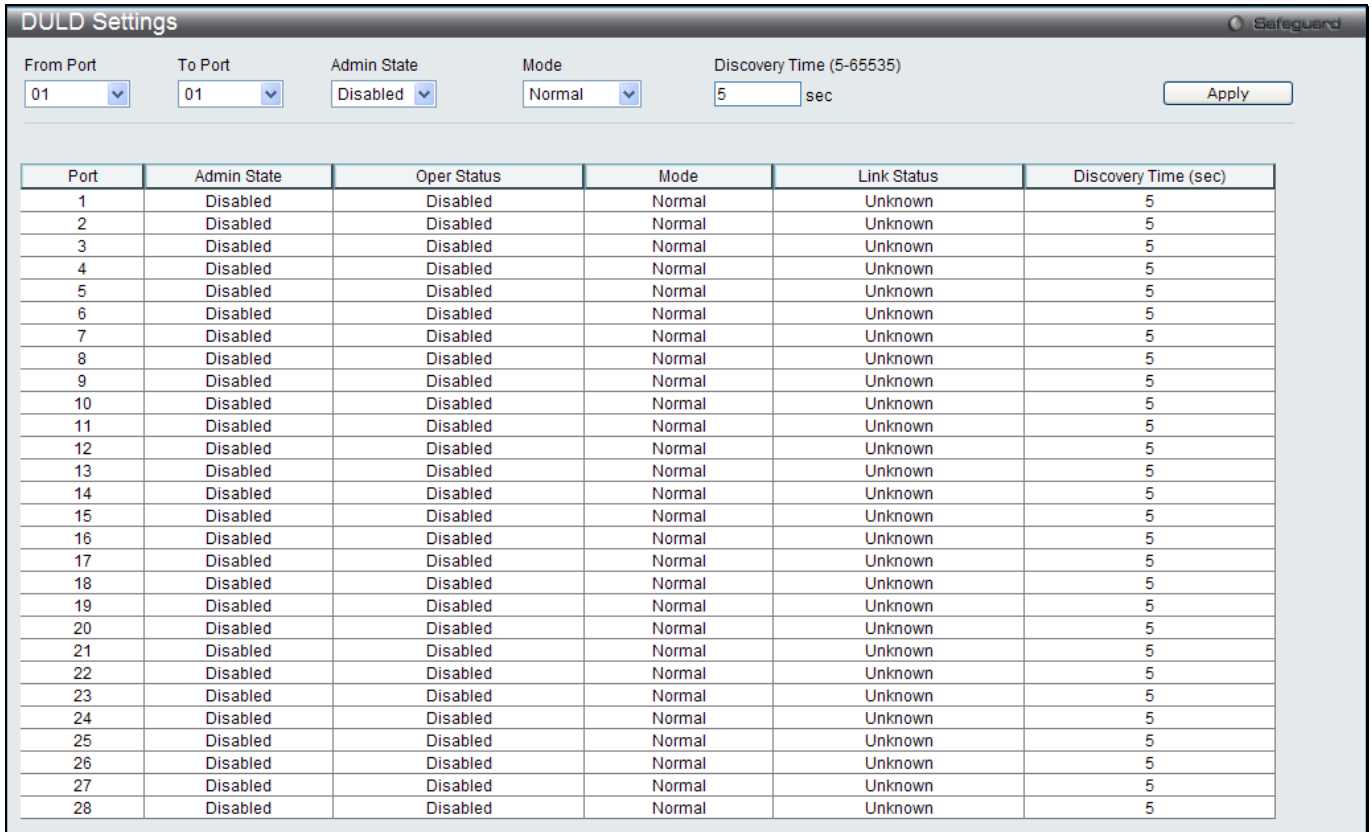 DULD Settings
Safeguard
From Port To Port Admin State Mode Discovery Time (5-65535)
01 01 Disabled Normal 5 sec Apply
Port Admin State Oper Status Mode Link Status Discovery Time (sec)
1 Disabled Disabled Normal Unknown 5
2 Disabled Disabled Normal Unknown 5
3 Disabled Disabled Normal Unknown 5
4 Disabled Disabled Normal Unknown 5
5 Disabled Disabled Normal Unknown 5
6 Disabled Disabled Normal Unknown 5
7 Disabled Disabled Normal Unknown 5
8 Disabled Disabled Normal Unknown 5
9 Disabled Disabled Normal Unknown 5
10 Disabled Disabled Normal Unknown 5
11 Disabled Disabled Normal Unknown 5
12 Disabled Disabled Normal Unknown 5
13 Disabled Disabled Normal Unknown 5
14 Disabled Disabled Normal Unknown 5
15 Disabled Disabled Normal Unknown 5
16 Disabled Disabled Normal Unknown 5
17 Disabled Disabled Normal Unknown 5
18 Disabled Disabled Normal Unknown 5
19 Disabled Disabled Normal Unknown 5
20 Disabled Disabled Normal Unknown 5
21 Disabled Disabled Normal Unknown 5
22 Disabled Disabled Normal Unknown 5
23 Disabled Disabled Normal Unknown 5
24 Disabled Disabled Normal Unknown 5
25 Disabled Disabled Normal Unknown 5
26 Disabled Disabled Normal Unknown 5
27 Disabled Disabled Normal Unknown 5
28 Disabled Disabled Normal Unknown 5